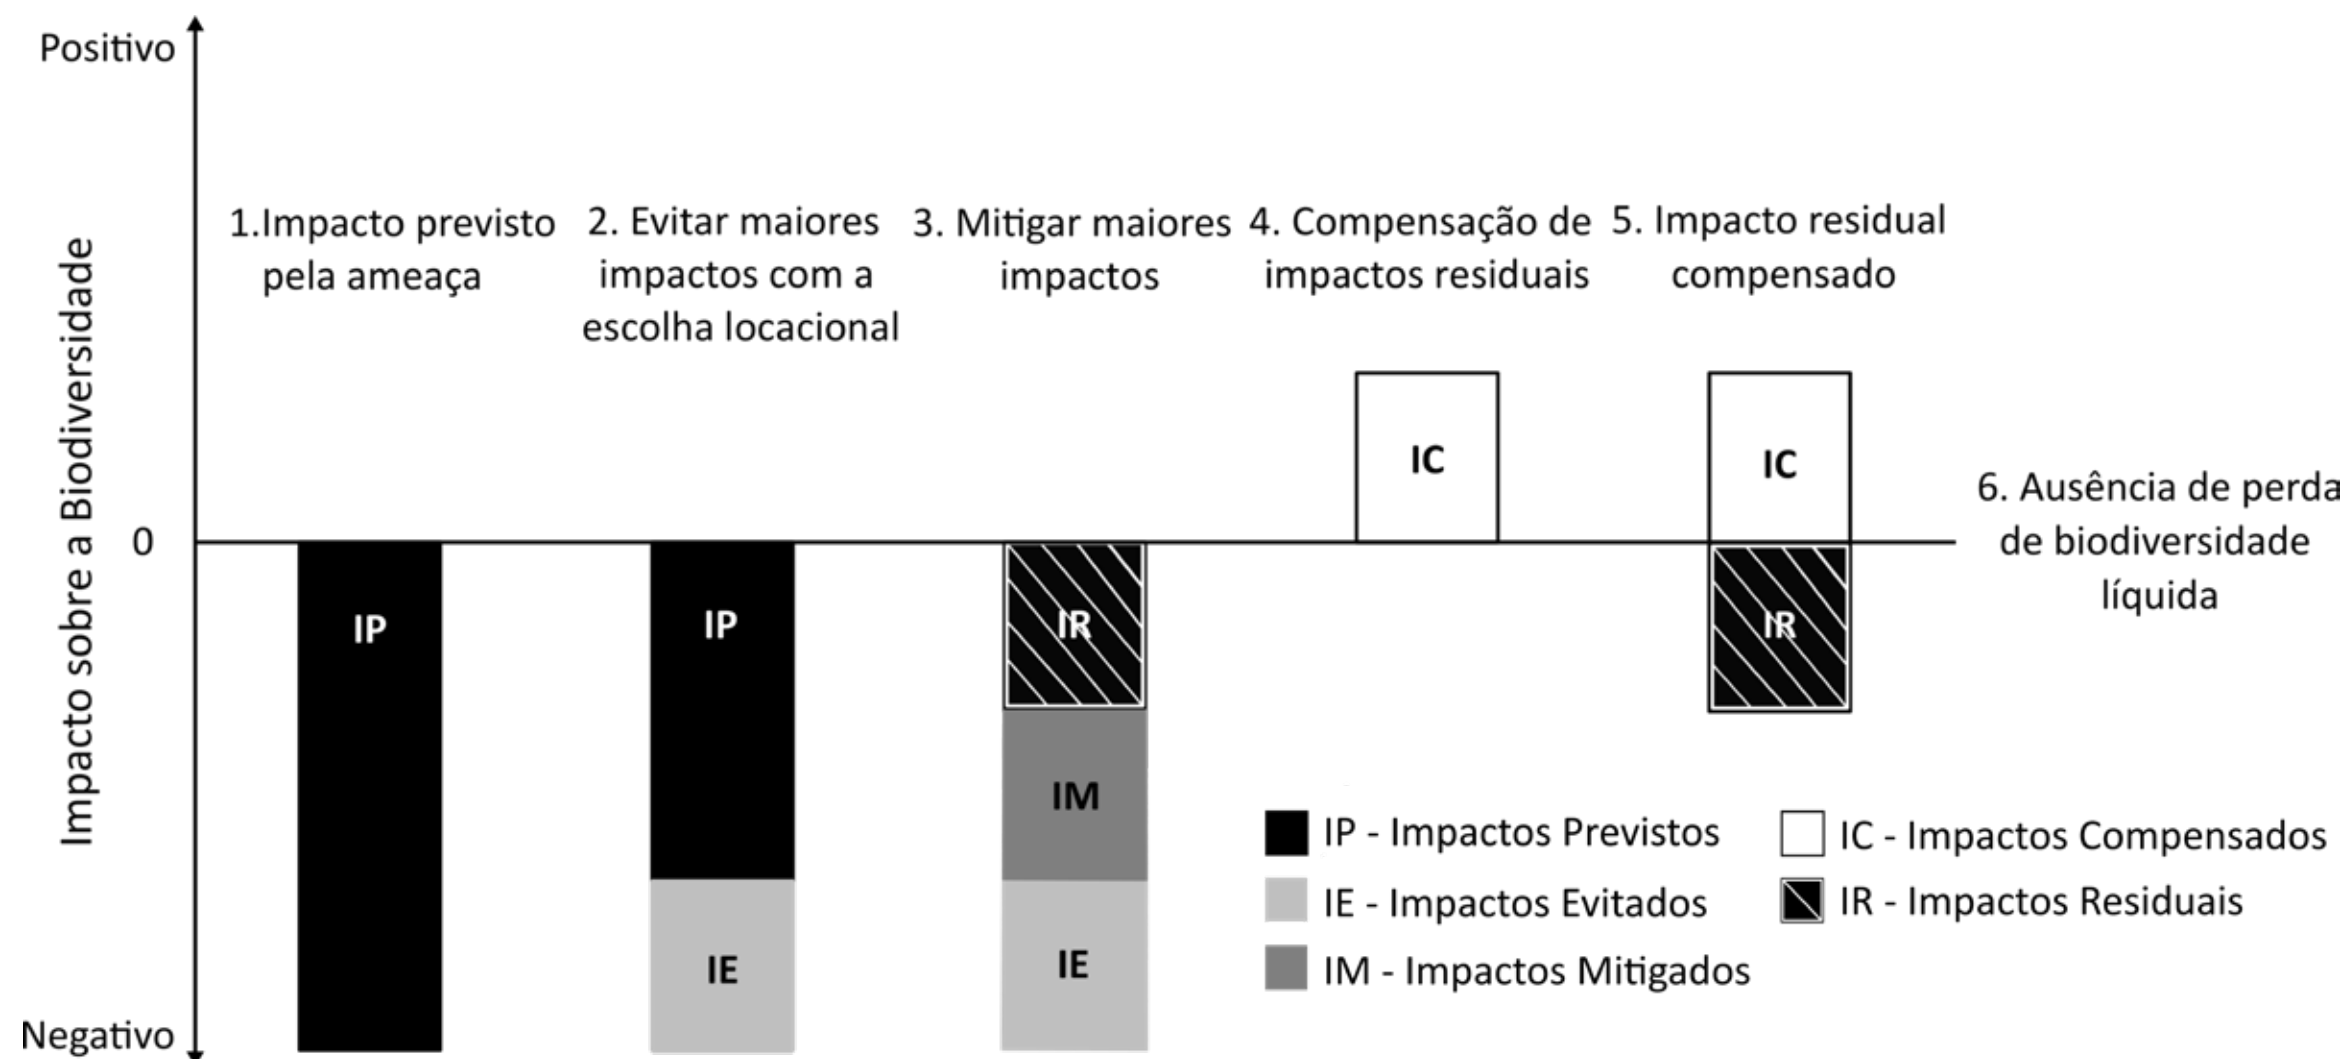 Positivo
Impacto sobre a Biodiversidade
0
Negativo
1.Impacto previsto
pela ameaça
2. Evitar maiores
impactos com a
escolha locacional
3. Mitigar maiores
impactos
4. Compensação de
impactos residuais
5. Impacto residual
compensado
6. Ausência de perda
de biodiversidade
líquida
IP
IP
IE
IR
IM
IE
IC
IC
IR
IP - Impactos Previstos
IE - Impactos Evitados
IM - Impactos Mitigados
IC - Impactos Compensados
IR - Impactos Residuais